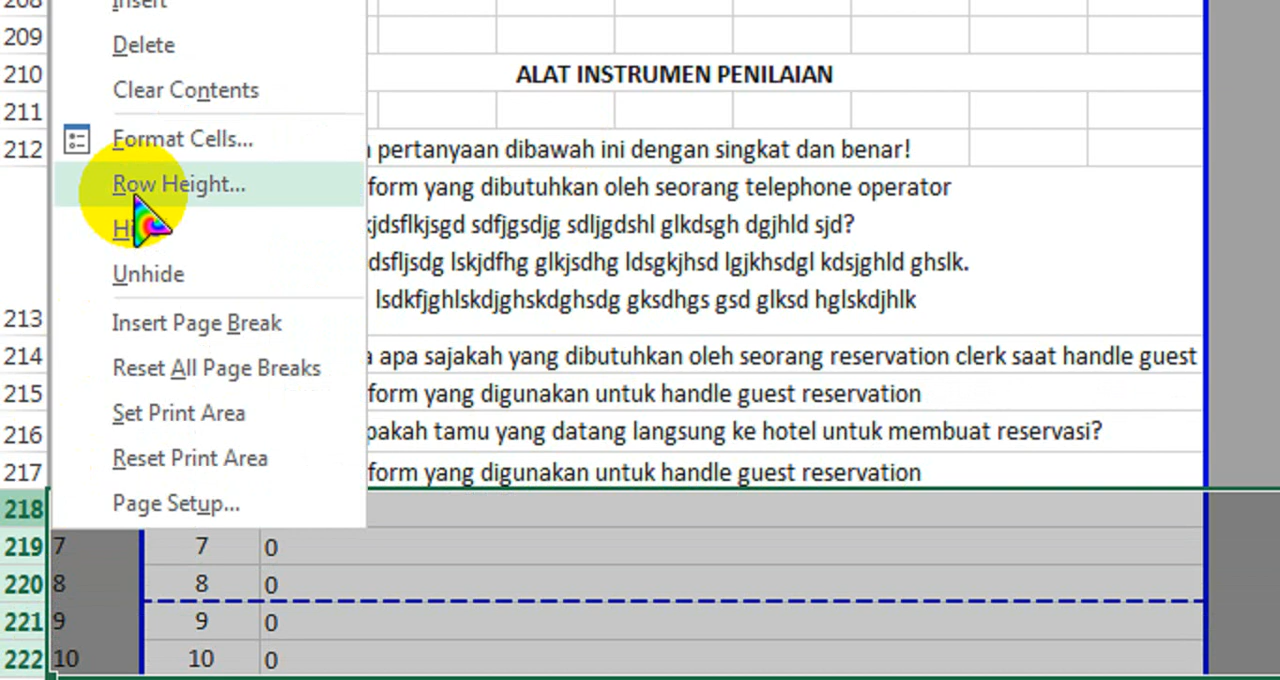 208
Insert
209
Delete
210
ALAT INSTRUMEN PENILAIAN
Clear Contents
211
Format Cells...
212
pertanyaan dibawah ini dengan singkat dan benar!
Row Height...
form yang dibutuhkan oleh seorang telephone operator
kjdsflkjsgd sdfjgsdjg sdljgdshl glkdsgh dgjhld sjd?
Unhide
dsfljsdg lskjdfhg glkjsdhg ldsgkjhsd lgjkhsdgl kdsjghld ghslk.
lsdkfjghlskdjghskdghsdg gksdhgs gsd glksd hglskdjhlk
213
Insert Page Break
214
a apa sajakah yang dibutuhkan oleh seorang reservation clerk saat handle guest
Reset All Page Breaks
215
form yang digunakan untuk handle guest reservation
Set Print Area
216
pakah tamu yang datang langsung ke hotel untuk membuat reservasi?
Reset Print Area
217
form yang digunakan untuk handle guest reservation
218
Page Setup...
219 7 7 0
220 8 8 0
221 9 9 0
222 10 10 0